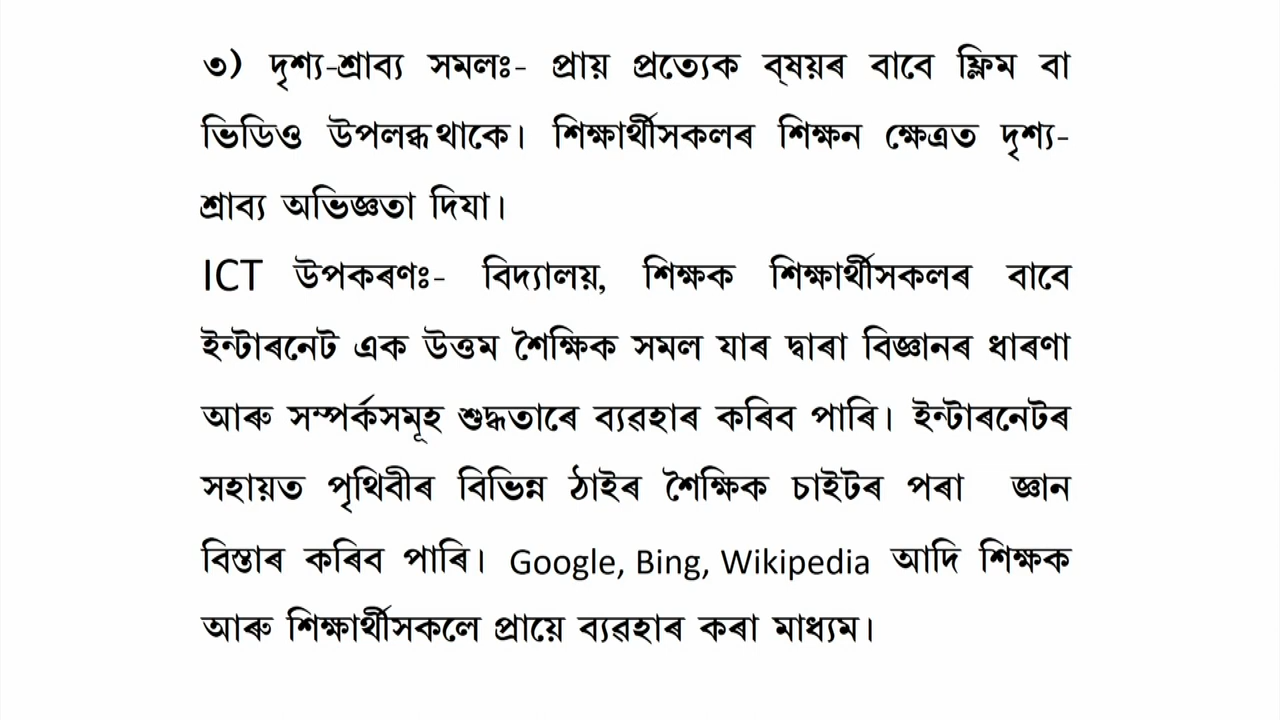 ৩) দৃশ্য-শ্ৰাব্য সমলঃ- প্ৰায় প্ৰত্যেক ব্ষয়ৰ বাবে ফ্লিম বা
ভিডিও উপলব্ধ থাকে। শিক্ষাৰ্থীসকলৰ শিক্ষন ক্ষেত্ৰত দৃশ্য-
শ্ৰাব্য অভিজ্ঞতা দিযা।
ICT উপকৰণঃ- বিদ্যালয়, শিক্ষক শিক্ষাৰ্থীসকলৰ বাবে
ইন্টাৰনেট এক উত্তম শৈক্ষিক সমল যাৰ দ্বাৰা বিজ্ঞানৰ ধাৰণা
আৰু সম্পৰ্কসমূহ শুদ্ধতাৰে ব্যৱহাৰ কৰিব পাৰি। ইন্টাৰনেটৰ
সহায়ত পৃথিবীৰ বিভিন্ন ঠাইৰ শৈক্ষিক চাইটৰ পৰা জ্ঞান
বিস্তাৰ কৰিব পাৰি। Google, Bing, Wikipedia আদি শিক্ষক
আৰু শিক্ষাৰ্থীসকলে প্ৰায়ে ব্যৱহাৰ কৰা মাধ্যম।